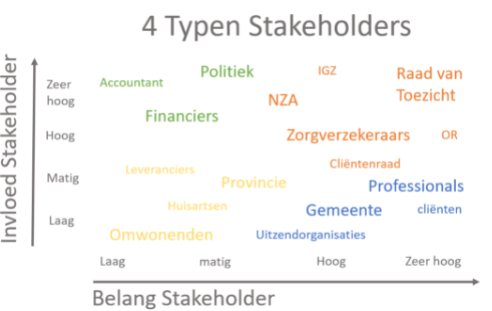 4 Typen Stakeholders
Invloed Stakeholder
Zeer
hoog
Hoog
Matig
Laag
Accountant
Politiek
IGZ
Raad van
Toezicht
NZA
Financiers
Zorgverzekeraars
OR
Cliëntenraad
Leveranciers
Provincie
Professionals
Huisartsen
Gemeente
cliënten
Omwonenden
Uitzendorganisaties
Laag
matig
Hoog
Zeer hoog
Belang Stakeholder